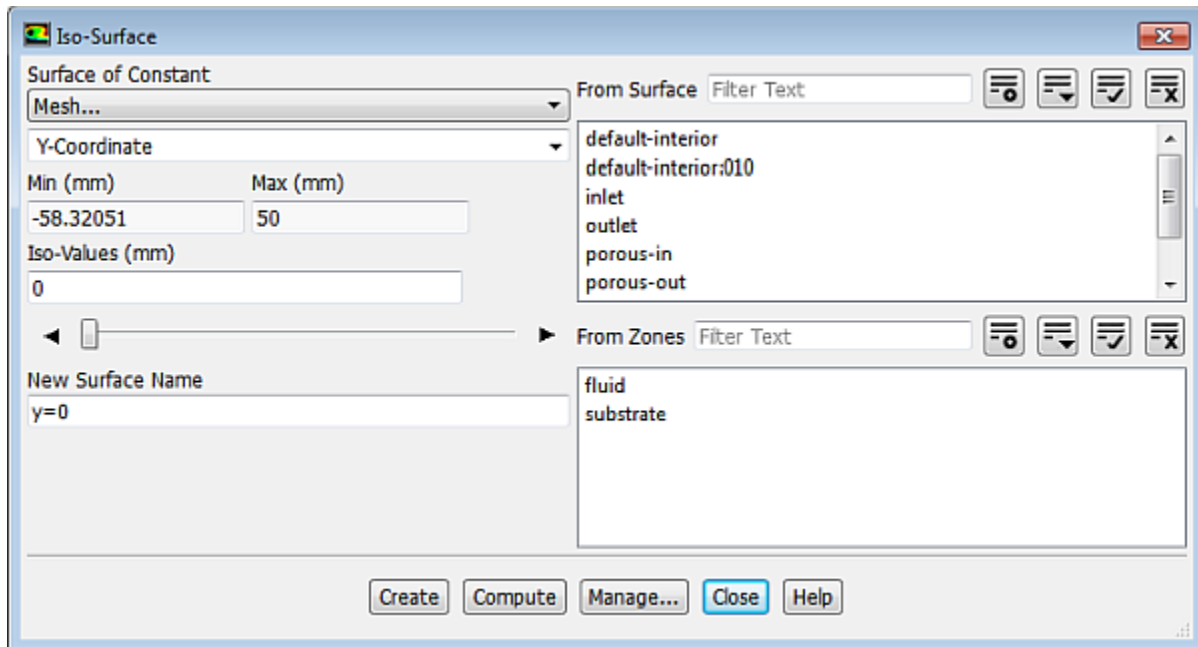 Iso-Surface
Surface of Constant
Mesh...
Y-Coordinate
Min (mm) Max (mm)
-58.32051 50
Iso-Values (mm)
0
New Surface Name
y=0
From Surface Filter Text
default-interior
default-interior:010
inlet
outlet
porous-in
porous-out
From Zones Filter Text
fluid
substrate
Create Compute Manage... Close Help